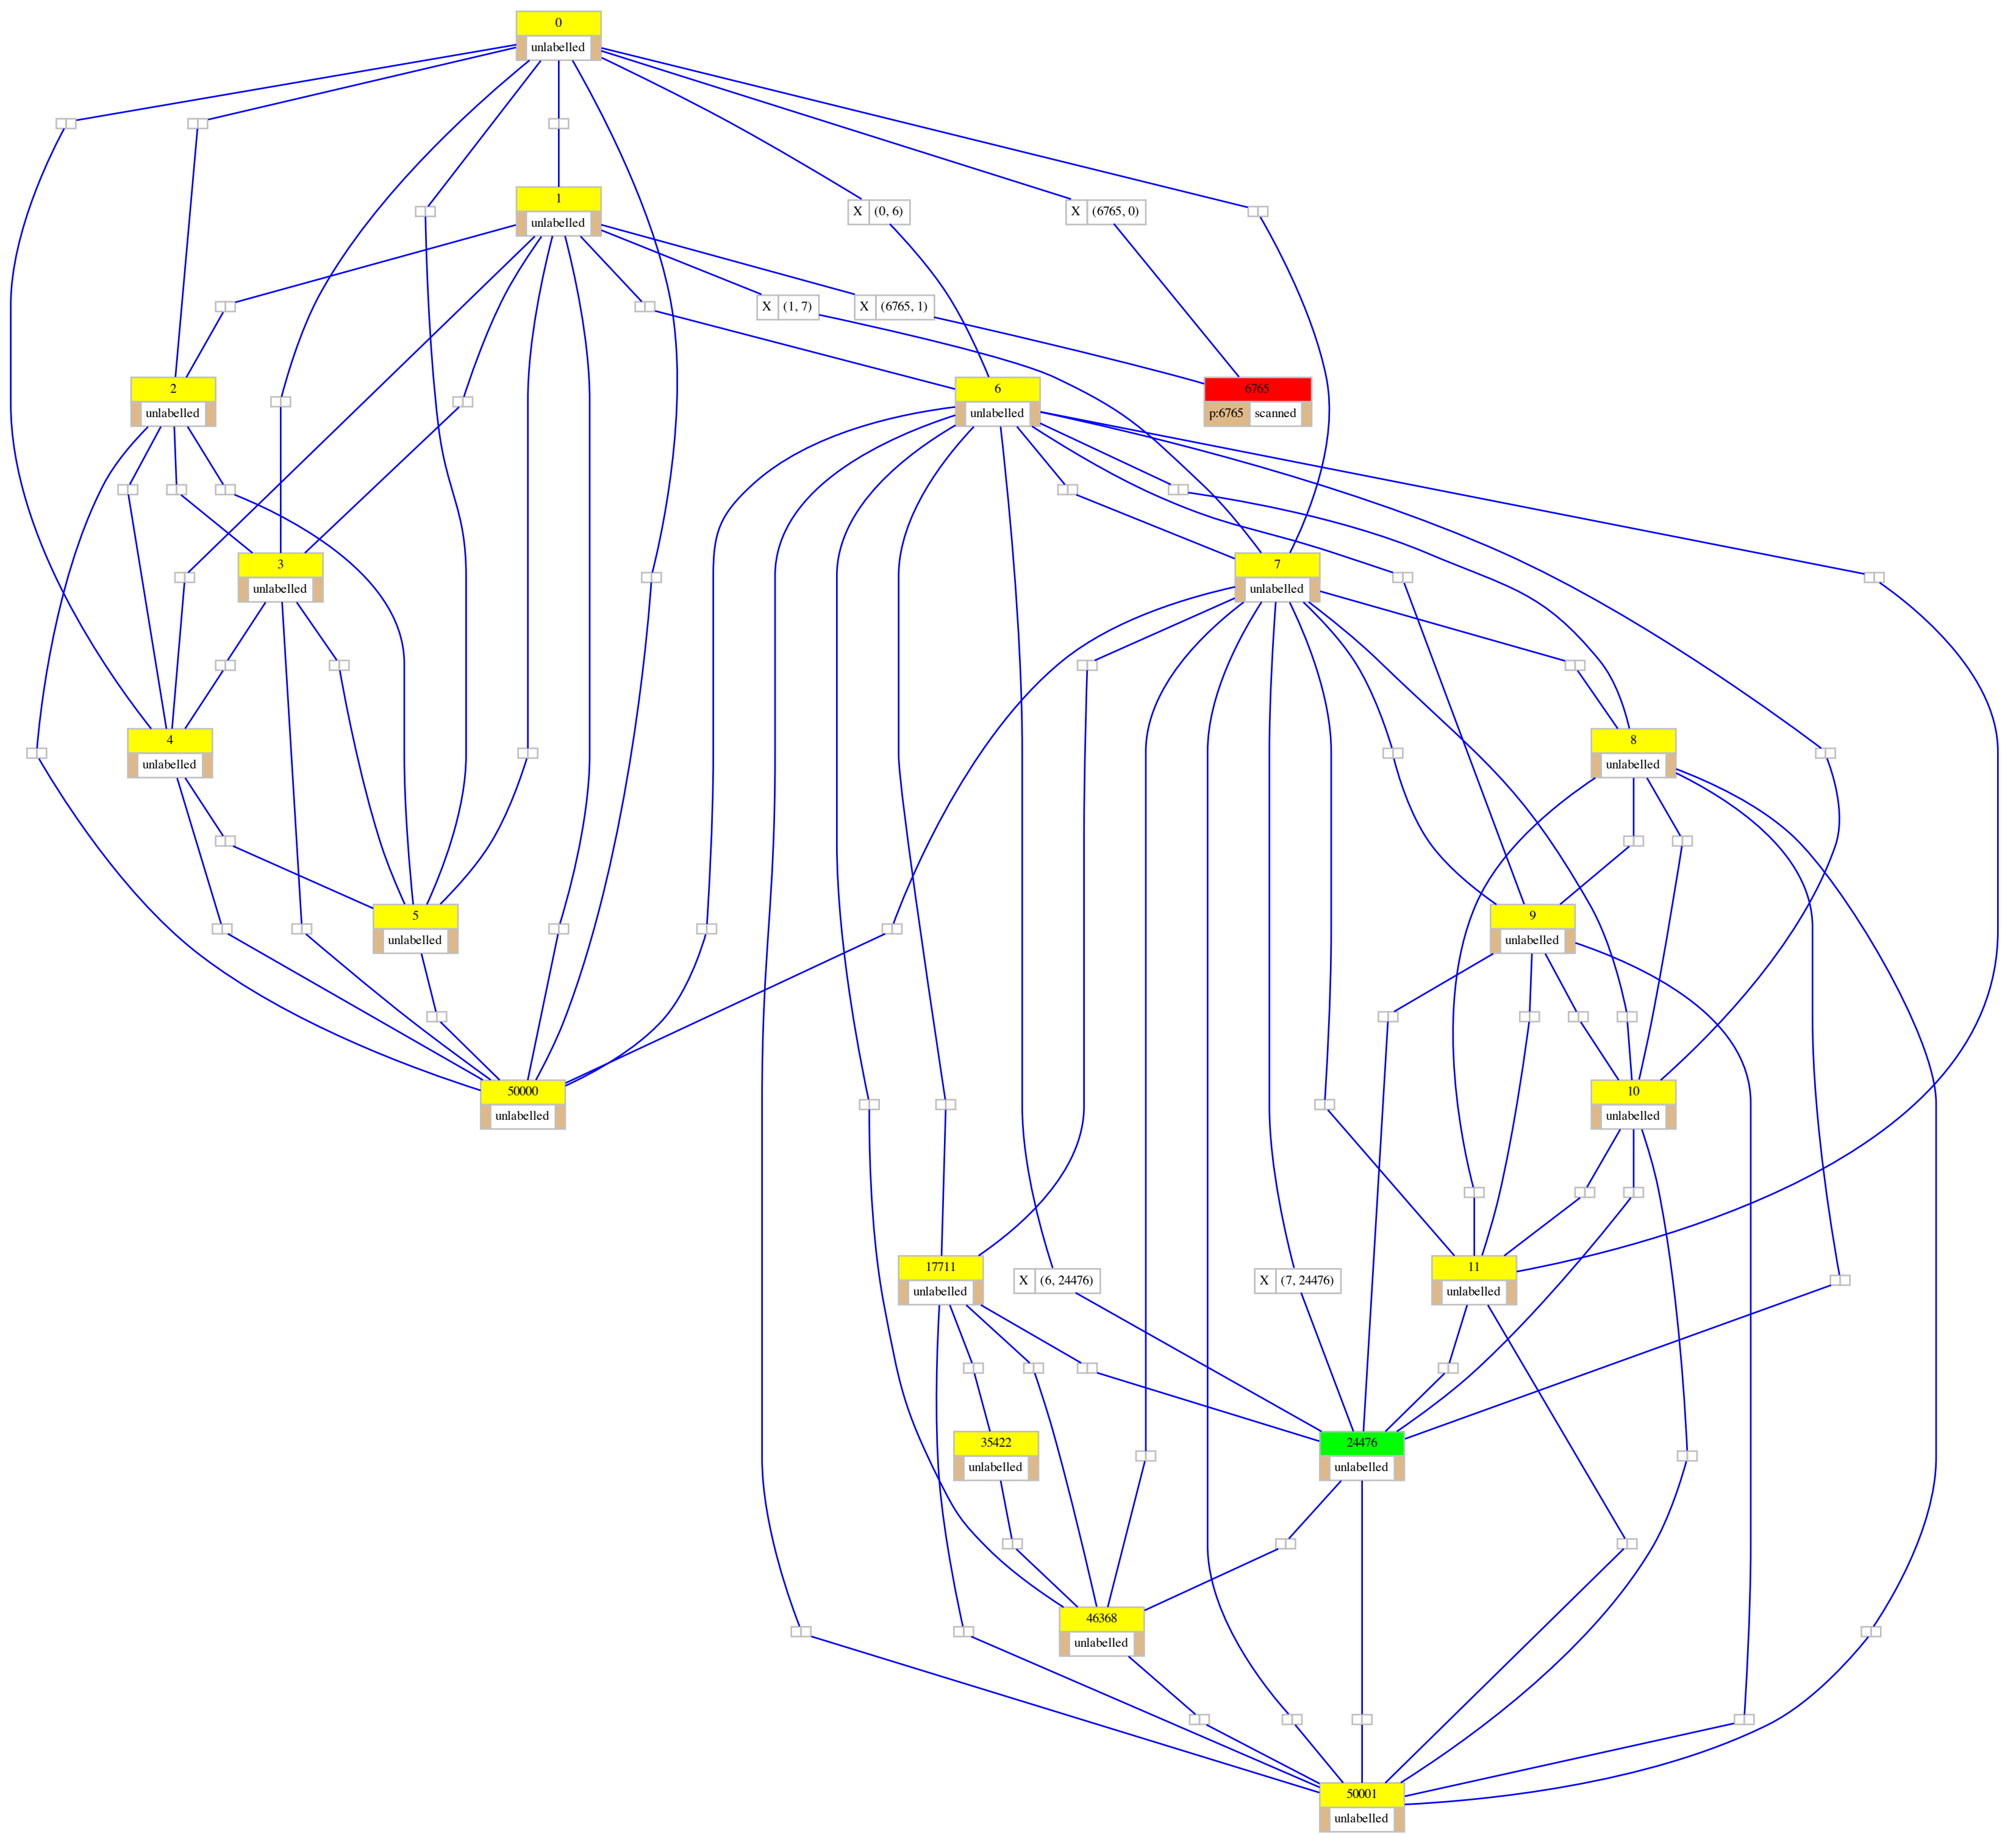 0
unlabelled
1
unlabelled
X (0, 6)
X (6765, 0)
X (1, 7)
X (6765, 1)
2
unlabelled
6
unlabelled
6765
p:6765 scanned
3
unlabelled
7
unlabelled
4
unlabelled
8
unlabelled
5
unlabelled
9
unlabelled
50000
unlabelled
10
unlabelled
17711
unlabelled
X (6, 24476)
X (7, 24476)
11
unlabelled
35422
unlabelled
24476
unlabelled
46368
unlabelled
50001
unlabelled